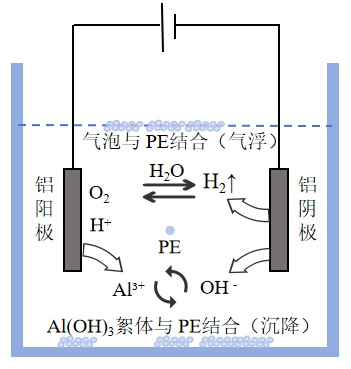 气泡与 PE结合（气浮）
H₂O
H₂↑
铝阳极
O₂
H⁺
铝阴极
PE
Al³⁺
OH⁻
Al(OH)₃絮体与 PE结合（沉降）